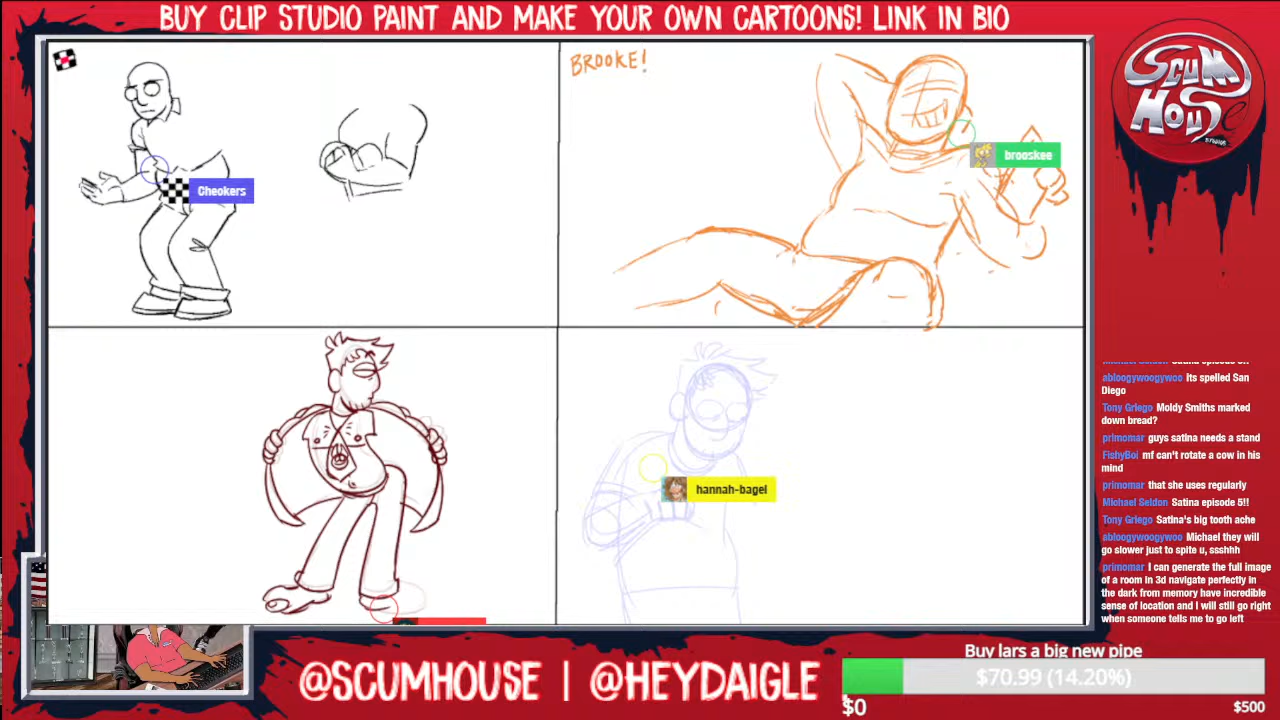 BUY CLIP STUDIO PAINT AND MAKE YOUR OWN CARTOONS! LINK IN BIO
SCUM
HOUSE
BROOKE!
brooskee
Cheokers
hannah-bagel
abloogywoogywoo its spelled San
Diego
Tony Griego Moldy Smiths marked
down bread?
primomar guys satina needs a stand
FishyBoi mf can't rotate a cow in his
mind
primomar that she uses regularly
Michael Seldon Satina episode 5!!
Tony Griego Satina's big tooth ache
abloogywoogywoo Michael they will
go slower just to spite u, ssshhh
primomar I can generate the full image
of a room in 3d navigate perfectly in
the dark from memory have incredible
sense of location and I will still go right
when someone tells me to go left
@SCUMHOUSE | @HEYDAIGLE
Buy lars a big new pipe
$70.99 (14.20%)
$0
$500